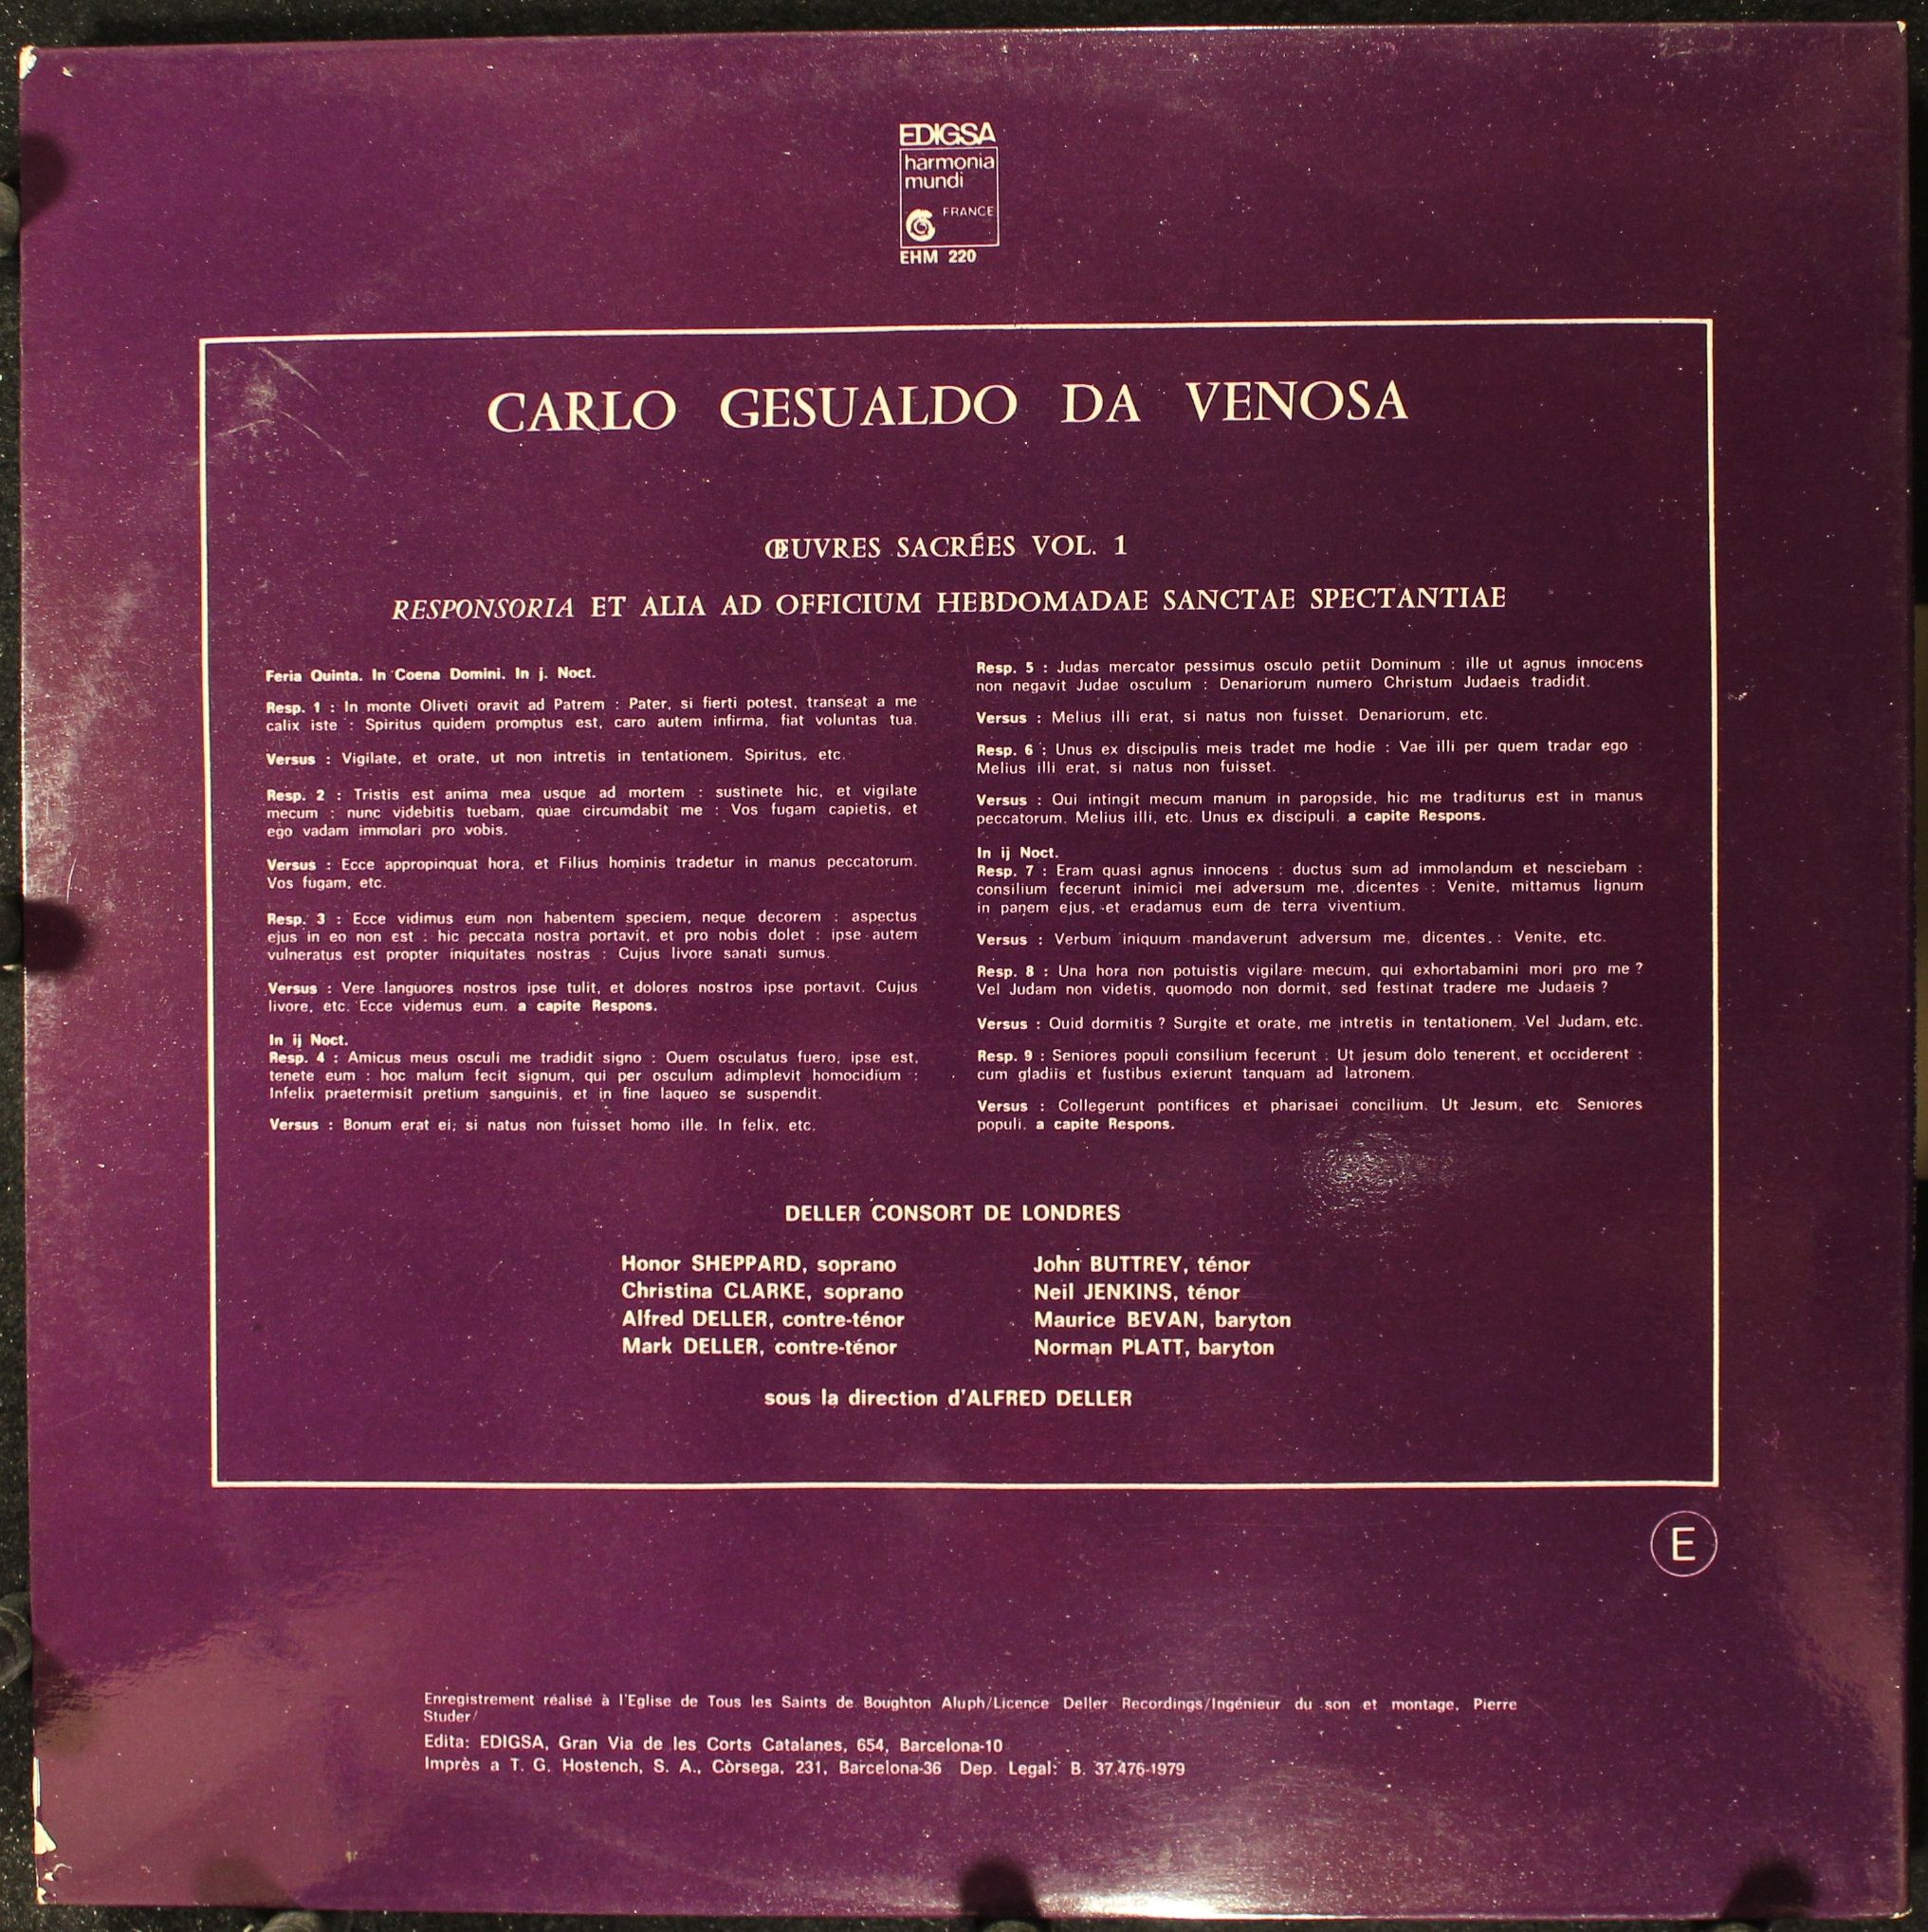 EDIGSA
harmonia
mundi
FRANCE
EHM 220
CARLO GESUALDO DA VENOSA
ŒUVRES SACRÉES VOL. 1
RESPONSORIA ET ALIA AD OFFICIUM HEBDOMADAE SANCTAE SPECTANTIAE
Feria Quinta. In Coena Domini. In j. Noct.
Resp. 1 : In monte Oliveti oravit ad Patrem : Pater, si fierti potest, transeat a me
calix iste : Spiritus quidem promptus est, caro autem infirma, fiat voluntas tua.
Versus : Vigilate, et orate, ut non intretis in tentationem. Spiritus, etc.
Resp. 2 : Tristis est anima mea usque ad mortem : sustinete hic, et vigilate
mecum : nunc videbitis tuebam, quae circumdabit me : Vos fugam capietis, et
ego vadam immolari pro vobis.
Versus : Ecce appropinquat hora, et Filius hominis tradetur in manus peccatorum.
Vos fugam, etc.
Resp. 3 : Ecce vidimus eum non habentem speciem, neque decorem : aspectus
ejus in eo non est : hic peccata nostra portavit, et pro nobis dolet : ipse autem
vulneratus est propter iniquitates nostras : Cujus livore sanati sumus.
Versus : Vere languores nostros ipse tulit, et dolores nostros ipse portavit. Cujus
livore, etc. Ecce videmus eum. a capite Respons.
In ij Noct.
Resp. 4 : Amicus meus osculi me tradidit signo : Quem osculatus fuero, ipse est,
tenete eum : hoc malum fecit signum, qui per osculum adimplevit homocidium :
Infelix praetermisit pretium sanguinis, et in fine laqueo se suspendit.
Versus : Bonum erat ei, si natus non fuisset homo ille. In felix, etc.
Resp. 5 : Judas mercator pessimus osculo petiit Dominum : ille ut agnus innocens
non negavit Judae osculum : Denariorum numero Christum Judaeis tradidit.
Versus : Melius illi erat, si natus non fuisset. Denariorum, etc.
Resp. 6 : Unus ex discipulis meis tradet me hodie : Vae illi per quem tradar ego :
Melius illi erat, si natus non fuisset.
Versus : Qui intingit mecum manum in paropside, hic me traditurus est in manus
peccatorum. Melius illi, etc. Unus ex discipuli. a capite Respons.
In ij Noct.
Resp. 7 : Eram quasi agnus innocens : ductus sum ad immolandum et nesciebam :
consilium fecerunt inimici mei adversum me, dicentes : Venite, mittamus lignum
in panem ejus, et eradamus eum de terra viventium.
Versus : Verbum iniquum mandaverunt adversum me, dicentes : Venite, etc.
Resp. 8 : Una hora non potuistis vigilare mecum, qui exhortabamini mori pro me ?
Vel Judam non videtis, quomodo non dormit, sed festinat tradere me Judaeis ?
Versus : Quid dormitis ? Surgite et orate, me intretis in tentationem. Vel Judam, etc.
Resp. 9 : Seniores populi consilium fecerunt : Ut jesum dolo tenerent, et occiderent :
cum gladiis et fustibus exierunt tanquam ad latronem.
Versus : Collegerunt pontifices et pharisaei concilium. Ut Jesum, etc Seniores
populi. a capite Respons.
DELLER CONSORT DE LONDRES
Honor SHEPPARD, soprano
Christina CLARKE, soprano
Alfred DELLER, contre-ténor
Mark DELLER, contre-ténor
John BUTTREY, ténor
Neil JENKINS, ténor
Maurice BEVAN, baryton
Norman PLATT, baryton
sous la direction d'ALFRED DELLER
E
Enregistrement réalisé à l'Eglise de Tous les Saints de Boughton Aluph/Licence Deller Recordings/Ingénieur du son et montage, Pierre
Studer/
Edita: EDIGSA, Gran Via de les Corts Catalanes, 654, Barcelona-10
Imprès a T. G. Hostench, S. A., Còrsega, 231, Barcelona-36 Dep. Legal: B. 37.476-1979